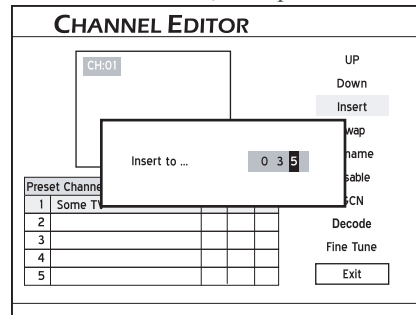 CHANNEL EDITOR
CH:01
UP
Down
Insert
Insert to ... 0 3 5
Preset Channe
1 Some TV
2
3
4
5
Decode
Fine Tune
Exit